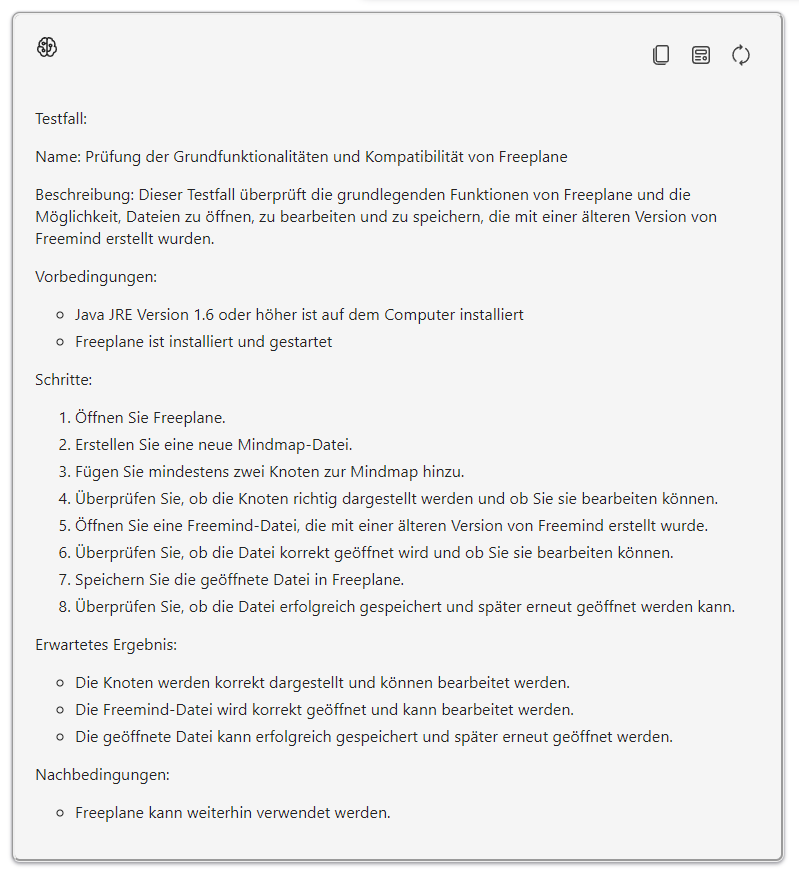 Testfall:
Name: Prüfung der Grundfunktionalitäten und Kompatibilität von Freeplane
Beschreibung: Dieser Testfall überprüft die grundlegenden Funktionen von Freeplane und die
Möglichkeit, Dateien zu öffnen, zu bearbeiten und zu speichern, die mit einer älteren Version von
Freemind erstellt wurden.
Vorbedingungen:
◦ Java JRE Version 1.6 oder höher ist auf dem Computer installiert
◦ Freeplane ist installiert und gestartet
Schritte:
1. Öffnen Sie Freeplane.
2. Erstellen Sie eine neue Mindmap-Datei.
3. Fügen Sie mindestens zwei Knoten zur Mindmap hinzu.
4. Überprüfen Sie, ob die Knoten richtig dargestellt werden und ob Sie sie bearbeiten können.
5. Öffnen Sie eine Freemind-Datei, die mit einer älteren Version von Freemind erstellt wurde.
6. Überprüfen Sie, ob die Datei korrekt geöffnet wird und ob Sie sie bearbeiten können.
7. Speichern Sie die geöffnete Datei in Freeplane.
8. Überprüfen Sie, ob die Datei erfolgreich gespeichert und später erneut geöffnet werden kann.
Erwartetes Ergebnis:
◦ Die Knoten werden korrekt dargestellt und können bearbeitet werden.
◦ Die Freemind-Datei wird korrekt geöffnet und kann bearbeitet werden.
◦ Die geöffnete Datei kann erfolgreich gespeichert und später erneut geöffnet werden.
Nachbedingungen:
◦ Freeplane kann weiterhin verwendet werden.